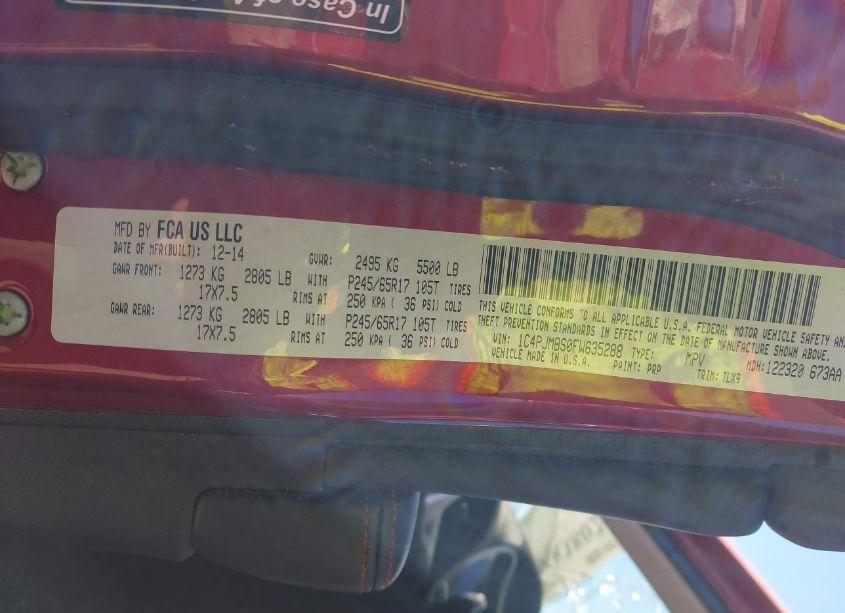 In Case of A
MFD BY FCA US LLC
DATE OF MFR(BUILT): 12-14 GVWR: 2495 KG 5500 LB
GAWR FRONT: 1273 KG 2805 LB WITH P245/65R17 105T TIRES
17X7.5 RIMS AT 250 KPA ( 36 PSI) COLD
GAWR REAR: 1273 KG 2805 LB WITH P245/65R17 105T TIRES
17X7.5 RIMS AT 250 KPA ( 36 PSI) COLD
THIS VEHICLE CONFORMS TO ALL APPLICABLE U.S.A. FEDERAL MOTOR VEHICLE SAFETY AND
THEFT PREVENTION STANDARDS IN EFFECT ON THE DATE OF MANUFACTURE SHOWN ABOVE.
VIN: 1C4PJMBS0FW635288 TYPE: MPV MDH: 122320 673AA
VEHICLE MADE IN U.S.A. PAINT: PRP TRIM: TLX9